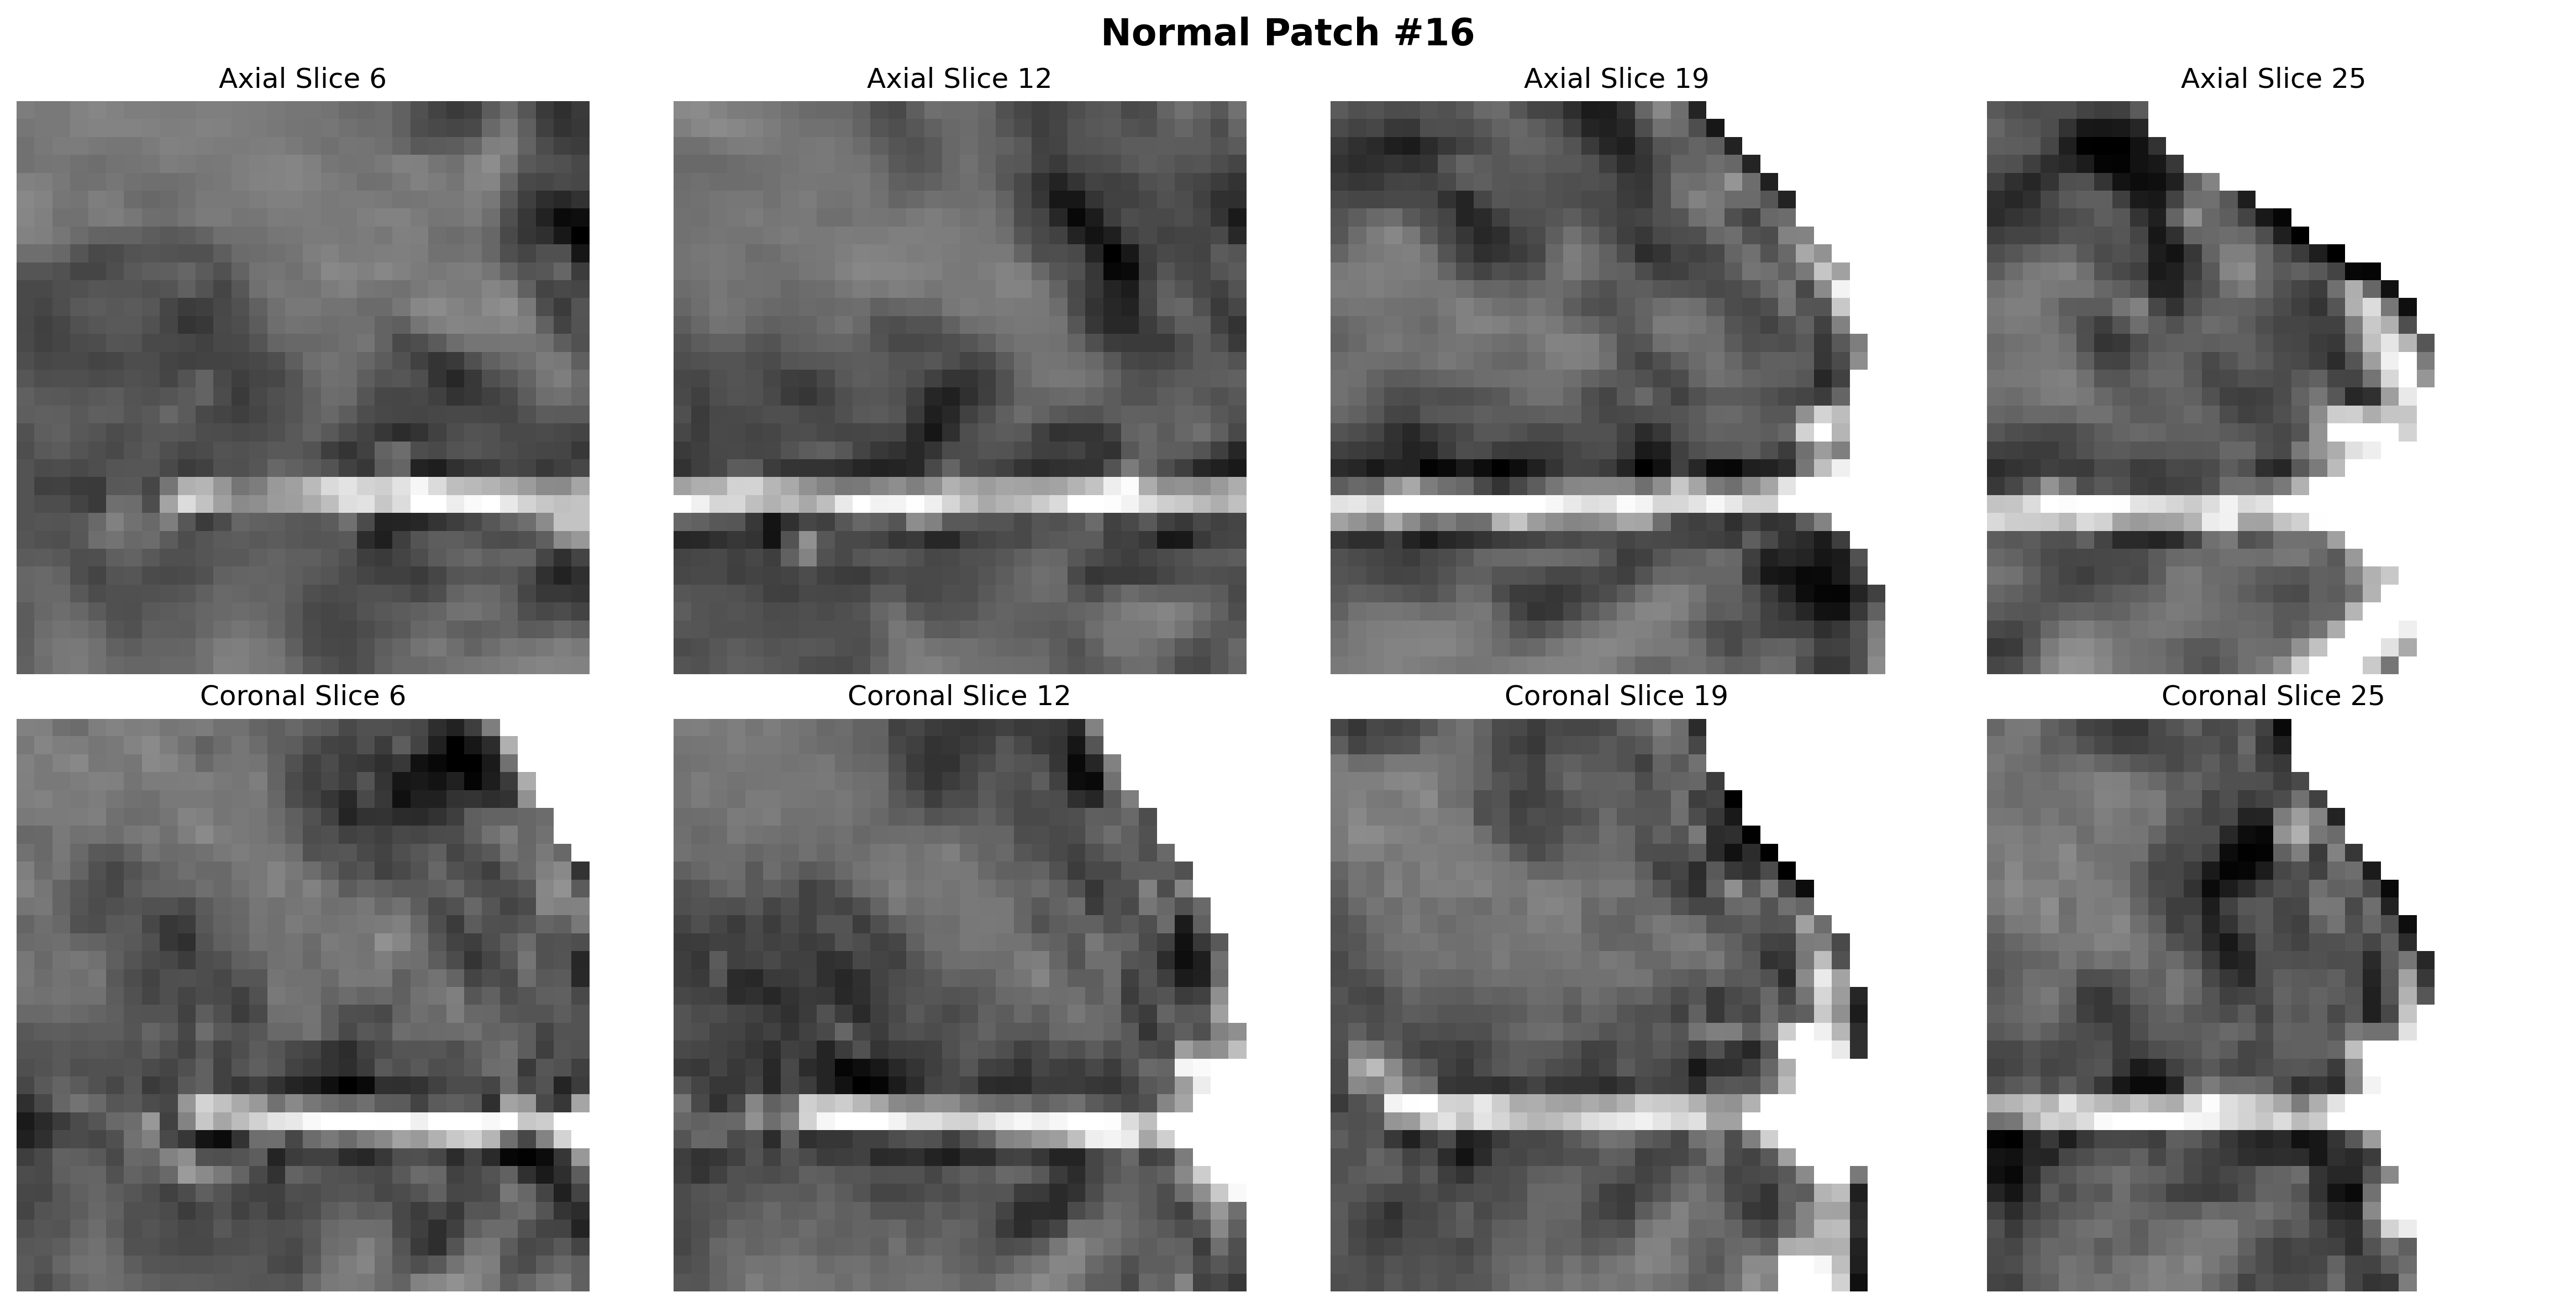 Normal Patch #16
Axial Slice 6
Axial Slice 12
Axial Slice 19
Axial Slice 25
Coronal Slice 6
Coronal Slice 12
Coronal Slice 19
Coronal Slice 25